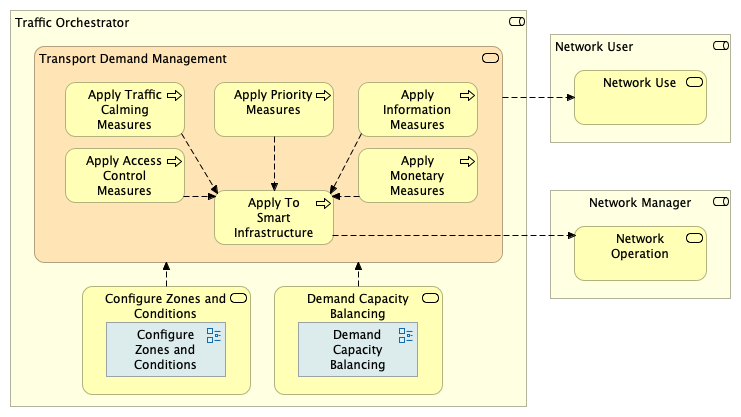 Traffic Orchestrator
Transport Demand Management
Apply Traffic
Calming
Measures
Apply Priority
Measures
Apply
Information
Measures
Apply Access
Control
Measures
Apply To
Smart
Infrastructure
Apply
Monetary
Measures
Configure Zones and
Conditions
Configure
Zones and
Conditions
Demand Capacity
Balancing
Demand
Capacity
Balancing
Network User
Network Use
Network Manager
Network
Operation